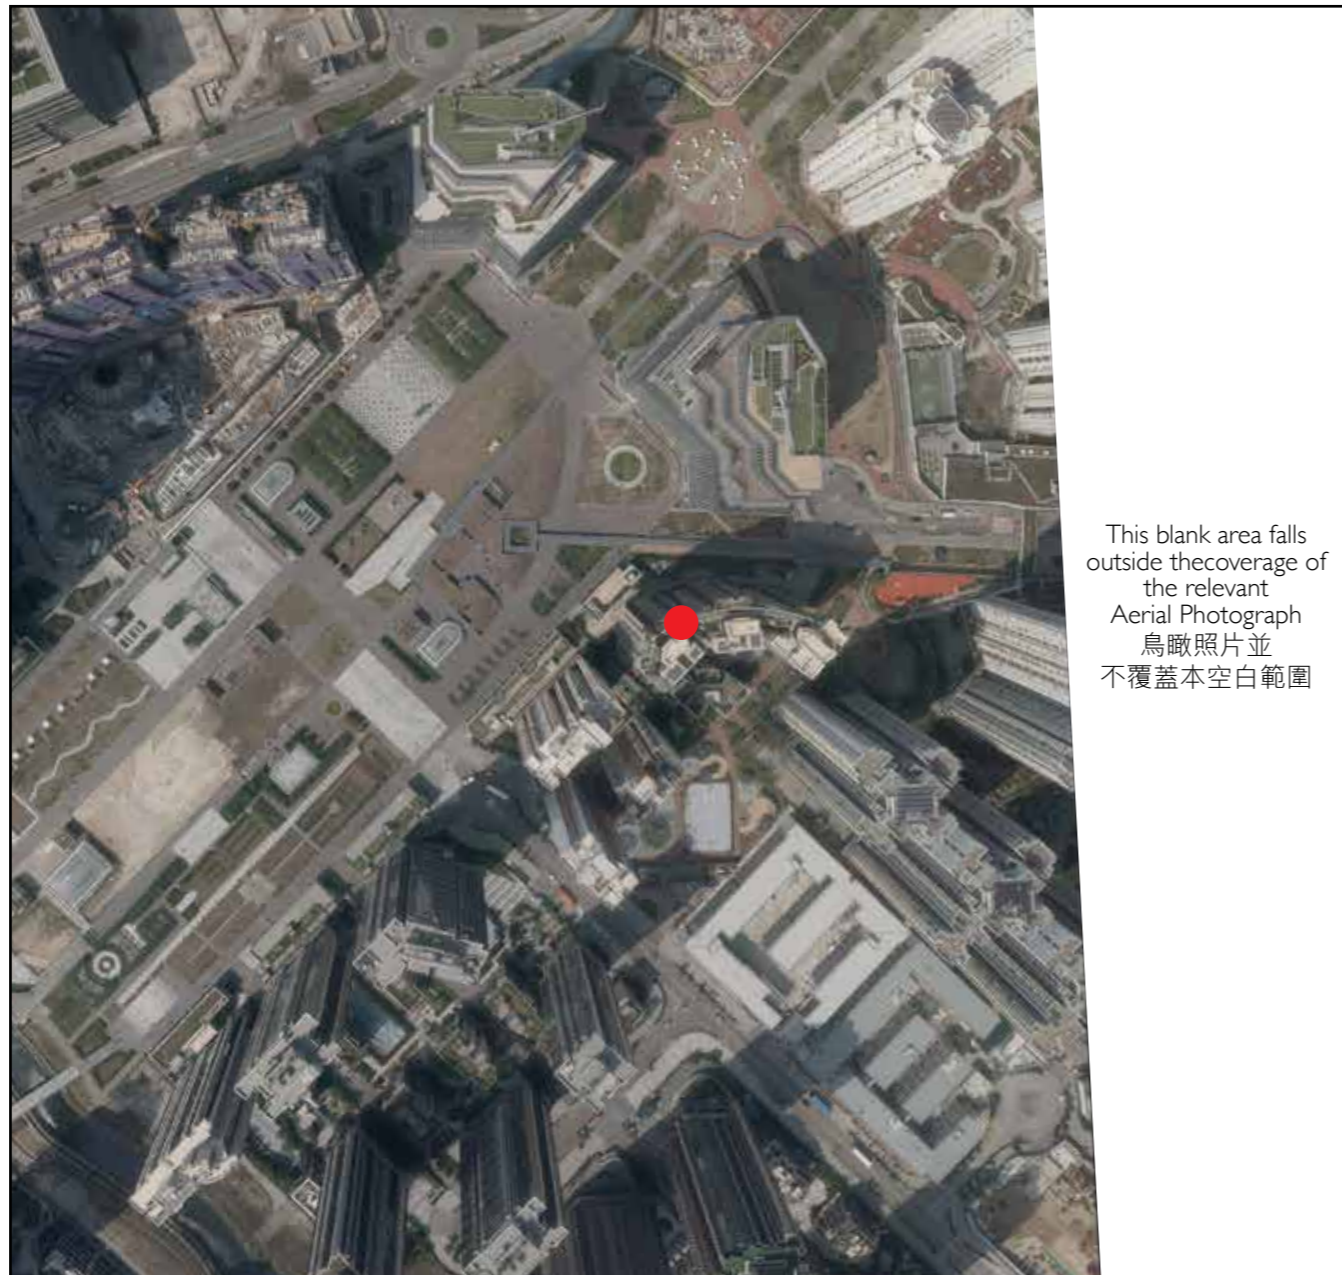 This blank area falls
outside thecoverage of
the relevant
Aerial Photograph
鳥瞰照片並
不覆蓋本空白範圍